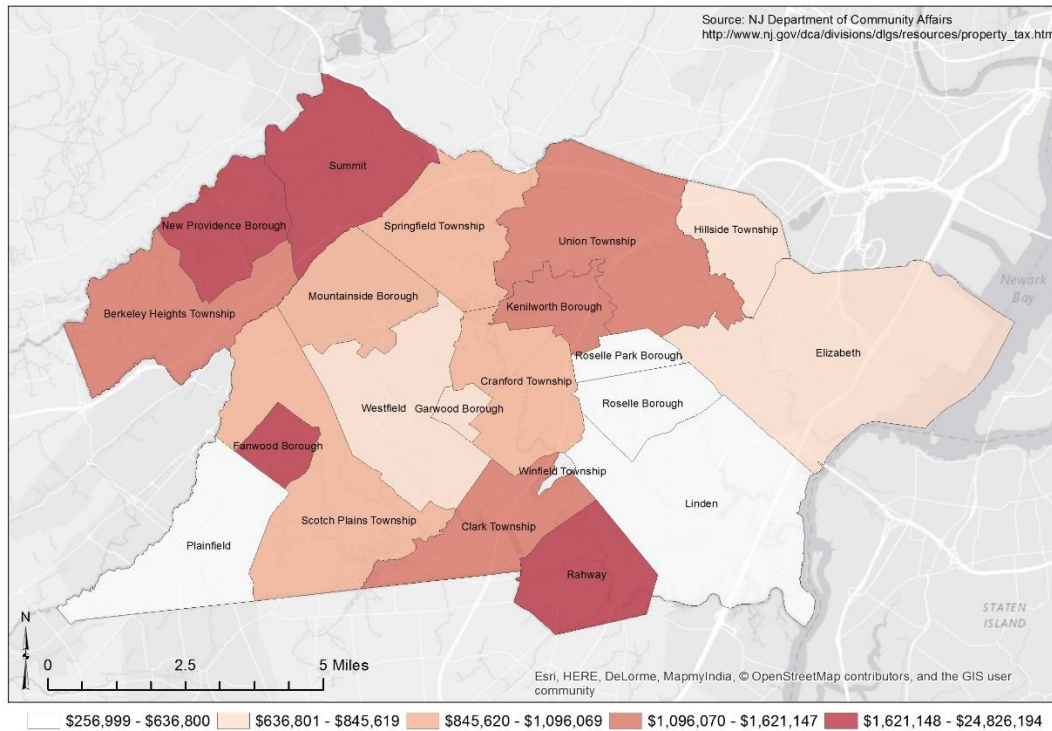 Source: NJ Department of Community Affairs
http://www.nj.gov/dca/divisions/dlgs/resources/property_tax.htm
Summit
New Providence Borough
Springfield Township
Union Township
Hillside Township
Newark
Bay
Berkeley Heights Township
Mountainside Borough
Kenilworth Borough
Roselle Park Borough
Elizabeth
Cranford Township
Westfield
Garwood Borough
Roselle Borough
Fanwood Borough
Winfield Township
Linden
Scotch Plains Township
Clark Township
Plainfield
Rahway
STATEN
ISLAND
N
0 2.5 5 Miles
Esri, HERE, DeLorme, MapmyIndia, © OpenStreetMap contributors, and the GIS user
community
$256,999 - $636,800 $636,801 - $845,619 $845,620 - $1,096,069 $1,096,070 - $1,621,147 $1,621,148 - $24,826,194